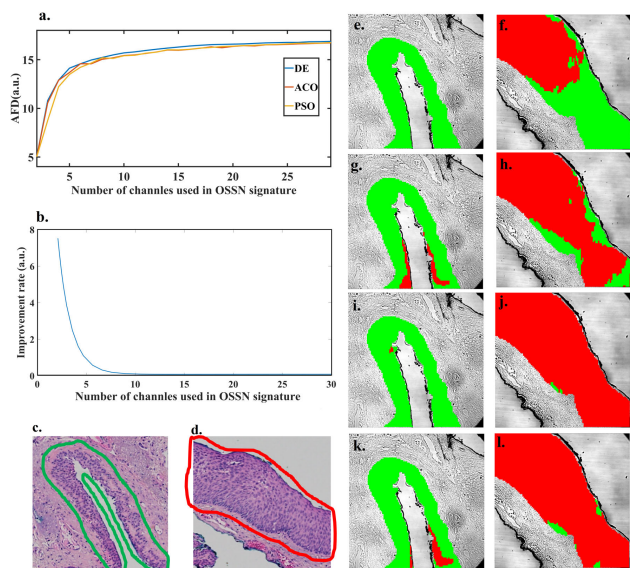 a.
AFD(a.u.)
15
10
5
5
10
15
20
25
DE
ACO
PSO
Number of channles used in OSSN signature
b.
Improvement rate (a.u.)
8
6
4
2
0
0
5
10
15
20
25
30
Number of channles used in OSSN signature
c.
d.
e.
f.
g.
h.
i.
j.
k.
l.